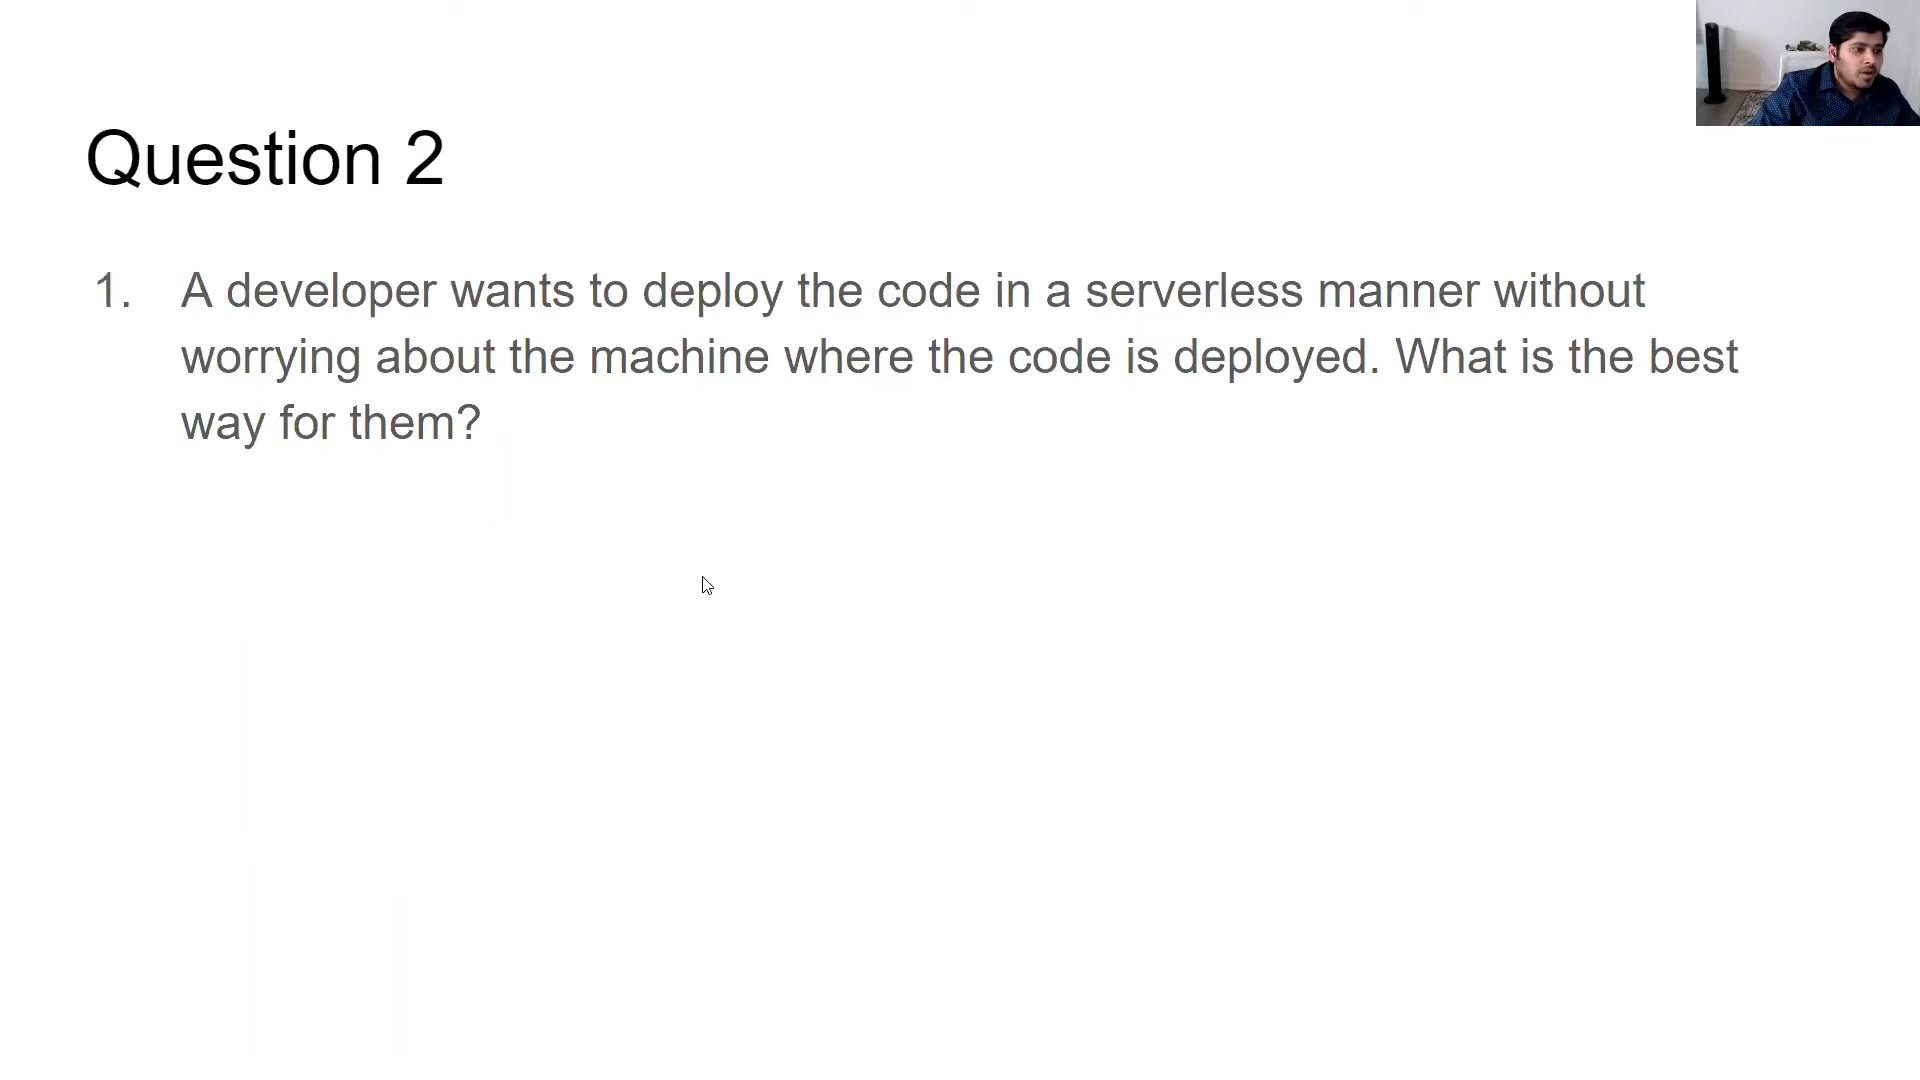 Question 2
1. A developer wants to deploy the code in a serverless manner without
worrying about the machine where the code is deployed. What is the best
way for them?